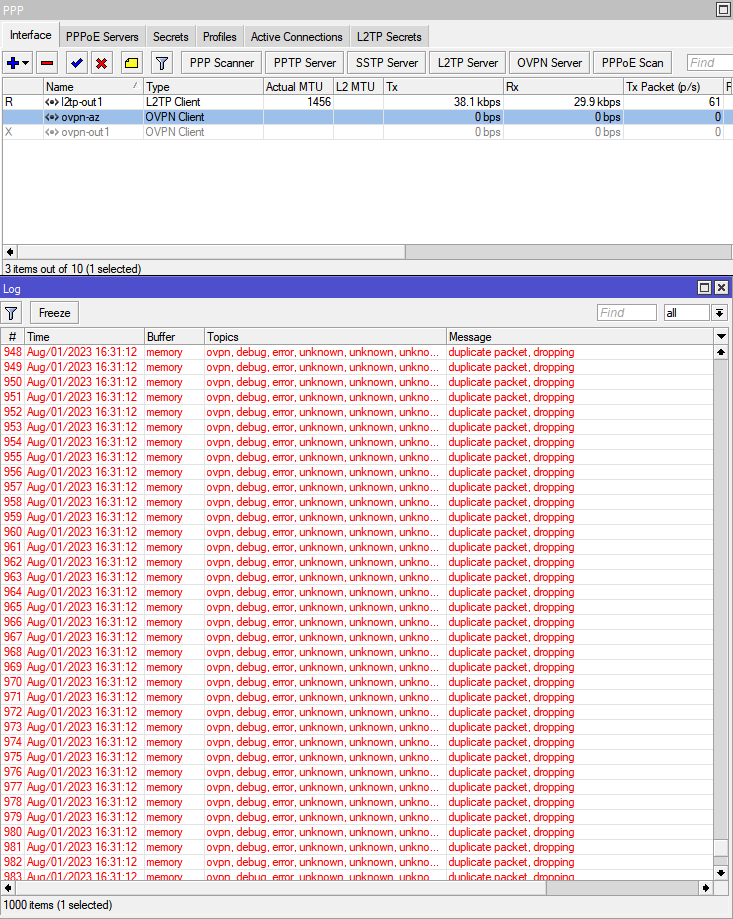 PPP
Interface PPPoE Servers Secrets Profiles Active Connections L2TP Secrets
PPP Scanner PPTP Server SSTP Server L2TP Server OVPN Server PPPoE Scan Find
Name Type Actual MTU L2 MTU Tx Rx Tx Packet (p/s) F
R l2tp-out1 L2TP Client 1456 38.1 kbps 29.9 kbps 61
ovpn-az OVPN Client 0 bps 0 bps 0
X ovpn-out1 OVPN Client 0 bps 0 bps 0
3 items out of 10 (1 selected)
Log
Freeze Find all
# Time Buffer Topics Message
948 Aug/01/2023 16:31:12 memory ovpn, debug, error, unknown, unknown, unkno... duplicate packet, dropping
949 Aug/01/2023 16:31:12 memory ovpn, debug, error, unknown, unknown, unkno... duplicate packet, dropping
950 Aug/01/2023 16:31:12 memory ovpn, debug, error, unknown, unknown, unkno... duplicate packet, dropping
951 Aug/01/2023 16:31:12 memory ovpn, debug, error, unknown, unknown, unkno... duplicate packet, dropping
952 Aug/01/2023 16:31:12 memory ovpn, debug, error, unknown, unknown, unkno... duplicate packet, dropping
953 Aug/01/2023 16:31:12 memory ovpn, debug, error, unknown, unknown, unkno... duplicate packet, dropping
954 Aug/01/2023 16:31:12 memory ovpn, debug, error, unknown, unknown, unkno... duplicate packet, dropping
955 Aug/01/2023 16:31:12 memory ovpn, debug, error, unknown, unknown, unkno... duplicate packet, dropping
956 Aug/01/2023 16:31:12 memory ovpn, debug, error, unknown, unknown, unkno... duplicate packet, dropping
957 Aug/01/2023 16:31:12 memory ovpn, debug, error, unknown, unknown, unkno... duplicate packet, dropping
958 Aug/01/2023 16:31:12 memory ovpn, debug, error, unknown, unknown, unkno... duplicate packet, dropping
959 Aug/01/2023 16:31:12 memory ovpn, debug, error, unknown, unknown, unkno... duplicate packet, dropping
960 Aug/01/2023 16:31:12 memory ovpn, debug, error, unknown, unknown, unkno... duplicate packet, dropping
961 Aug/01/2023 16:31:12 memory ovpn, debug, error, unknown, unknown, unkno... duplicate packet, dropping
962 Aug/01/2023 16:31:12 memory ovpn, debug, error, unknown, unknown, unkno... duplicate packet, dropping
963 Aug/01/2023 16:31:12 memory ovpn, debug, error, unknown, unknown, unkno... duplicate packet, dropping
964 Aug/01/2023 16:31:12 memory ovpn, debug, error, unknown, unknown, unkno... duplicate packet, dropping
965 Aug/01/2023 16:31:12 memory ovpn, debug, error, unknown, unknown, unkno... duplicate packet, dropping
966 Aug/01/2023 16:31:12 memory ovpn, debug, error, unknown, unknown, unkno... duplicate packet, dropping
967 Aug/01/2023 16:31:12 memory ovpn, debug, error, unknown, unknown, unkno... duplicate packet, dropping
968 Aug/01/2023 16:31:12 memory ovpn, debug, error, unknown, unknown, unkno... duplicate packet, dropping
969 Aug/01/2023 16:31:12 memory ovpn, debug, error, unknown, unknown, unkno... duplicate packet, dropping
970 Aug/01/2023 16:31:12 memory ovpn, debug, error, unknown, unknown, unkno... duplicate packet, dropping
971 Aug/01/2023 16:31:12 memory ovpn, debug, error, unknown, unknown, unkno... duplicate packet, dropping
972 Aug/01/2023 16:31:12 memory ovpn, debug, error, unknown, unknown, unkno... duplicate packet, dropping
973 Aug/01/2023 16:31:12 memory ovpn, debug, error, unknown, unknown, unkno... duplicate packet, dropping
974 Aug/01/2023 16:31:12 memory ovpn, debug, error, unknown, unknown, unkno... duplicate packet, dropping
975 Aug/01/2023 16:31:12 memory ovpn, debug, error, unknown, unknown, unkno... duplicate packet, dropping
976 Aug/01/2023 16:31:12 memory ovpn, debug, error, unknown, unknown, unkno... duplicate packet, dropping
977 Aug/01/2023 16:31:12 memory ovpn, debug, error, unknown, unknown, unkno... duplicate packet, dropping
978 Aug/01/2023 16:31:12 memory ovpn, debug, error, unknown, unknown, unkno... duplicate packet, dropping
979 Aug/01/2023 16:31:12 memory ovpn, debug, error, unknown, unknown, unkno... duplicate packet, dropping
980 Aug/01/2023 16:31:12 memory ovpn, debug, error, unknown, unknown, unkno... duplicate packet, dropping
981 Aug/01/2023 16:31:12 memory ovpn, debug, error, unknown, unknown, unkno... duplicate packet, dropping
982 Aug/01/2023 16:31:12 memory ovpn, debug, error, unknown, unknown, unkno... duplicate packet, dropping
983 Aug/01/2023 16:31:12 memory ovpn, debug, error, unknown, unknown, unkno... duplicate packet, dropping
1000 items (1 selected)